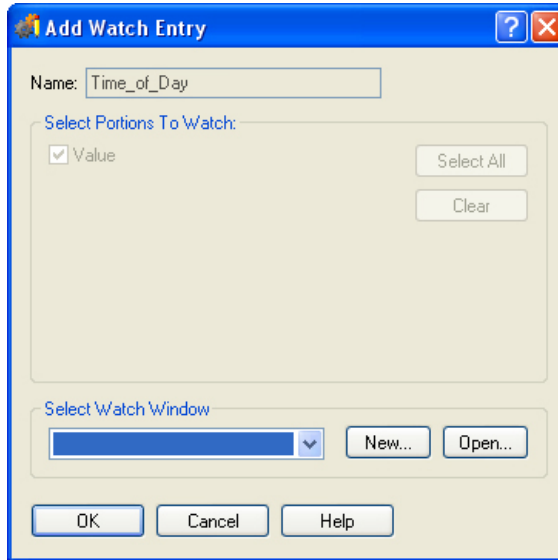 Add Watch Entry
Name: Time_of_Day
Select Portions To Watch:
Value
Select All
Clear
Select Watch Window
New... Open...
OK Cancel Help